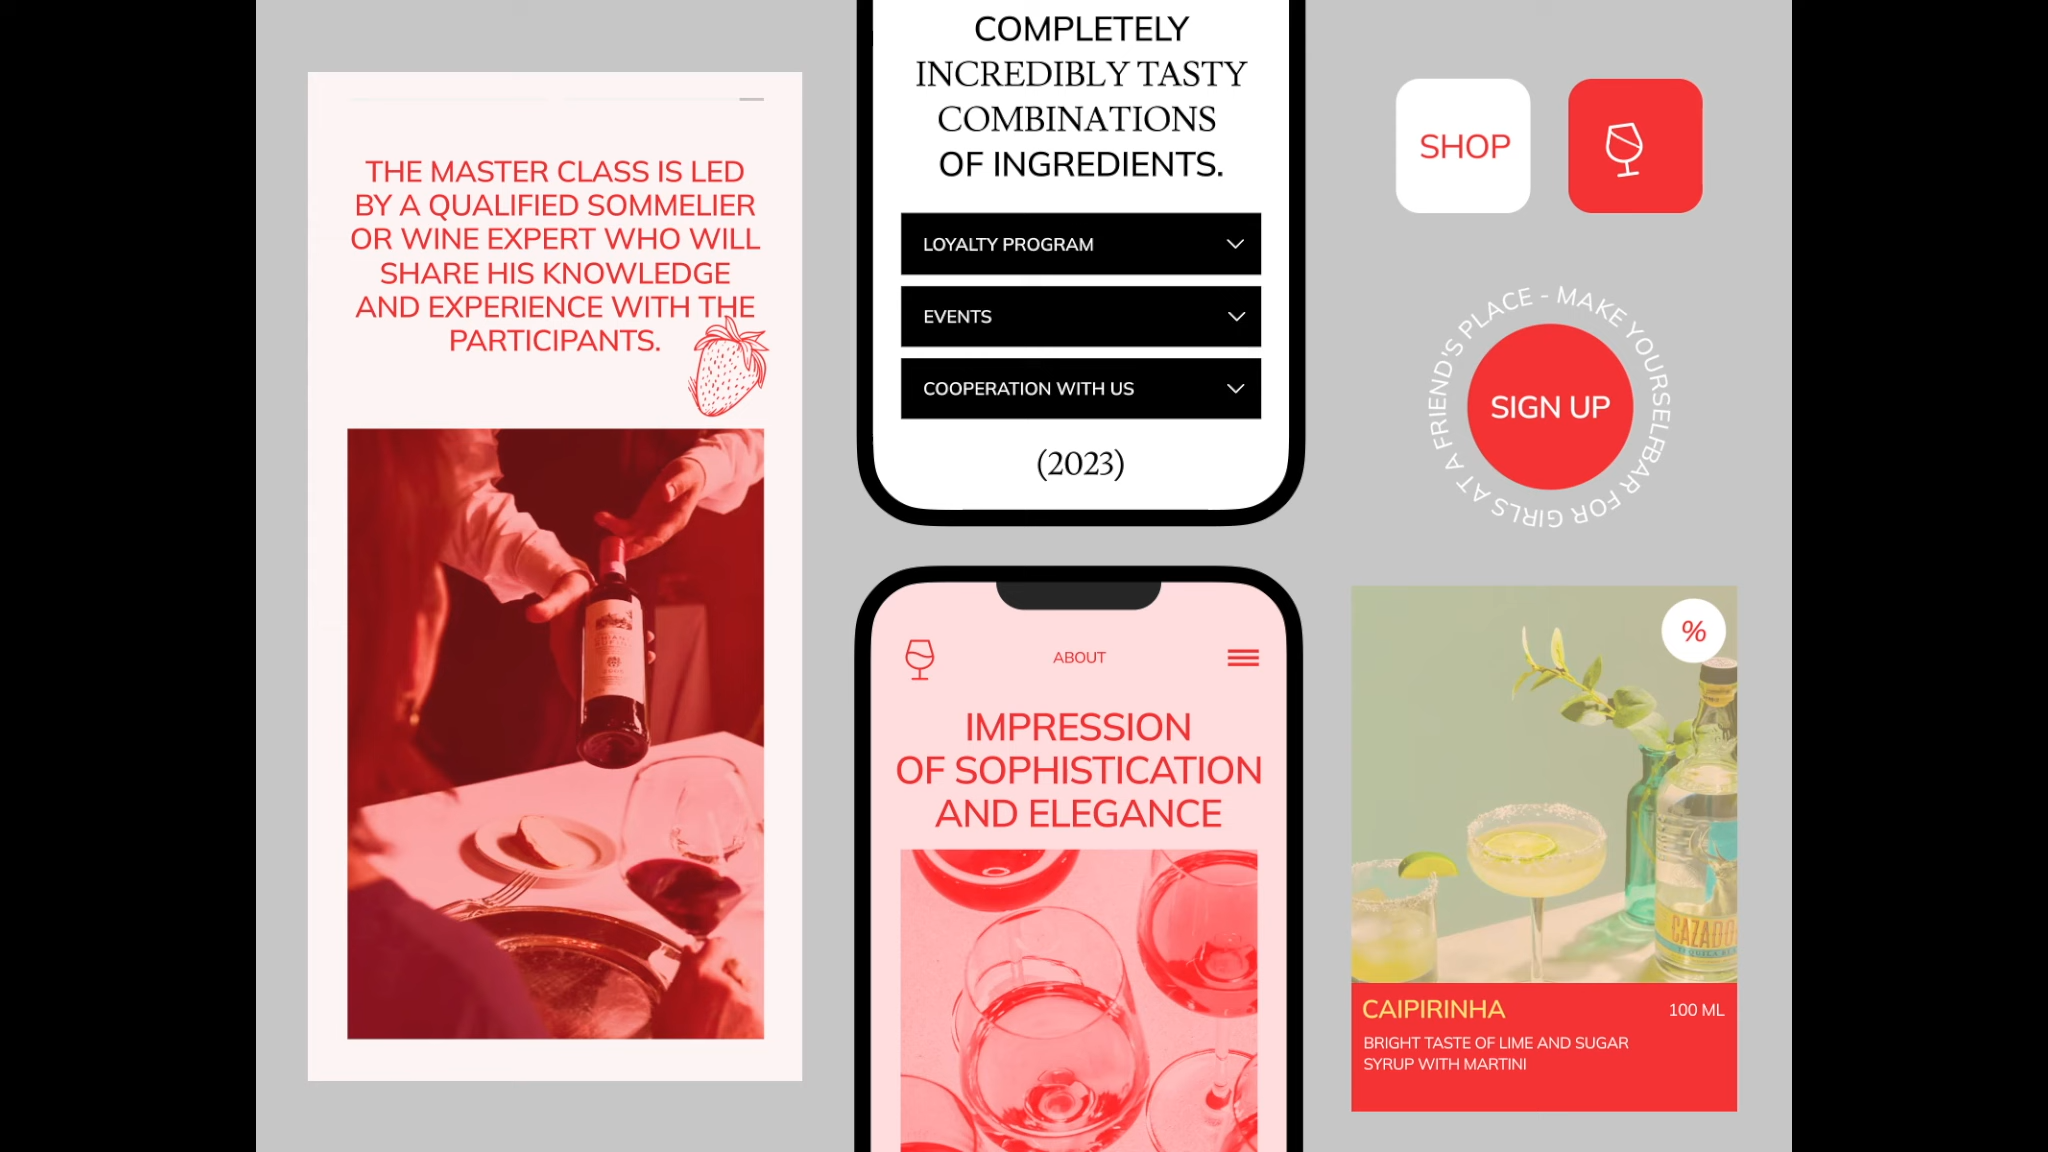 THE MASTER CLASS IS LED
BY A QUALIFIED SOMMELIER
OR WINE EXPERT WHO WILL
SHARE HIS KNOWLEDGE
AND EXPERIENCE WITH THE
PARTICIPANTS.
COMPLETELY
INCREDIBLY TASTY
COMBINATIONS
OF INGREDIENTS.
LOYALTY PROGRAM
EVENTS
COOPERATION WITH US
(2023)
ABOUT
IMPRESSION
OF SOPHISTICATION
AND ELEGANCE
SHOP
AT A FRIEND'S PLACE - MAKE YOURSELFBAR FOR GIRLS
SIGN UP
%
CAZADO
CAIPIRINHA
100 ML
BRIGHT TASTE OF LIME AND SUGAR
SYRUP WITH MARTINI